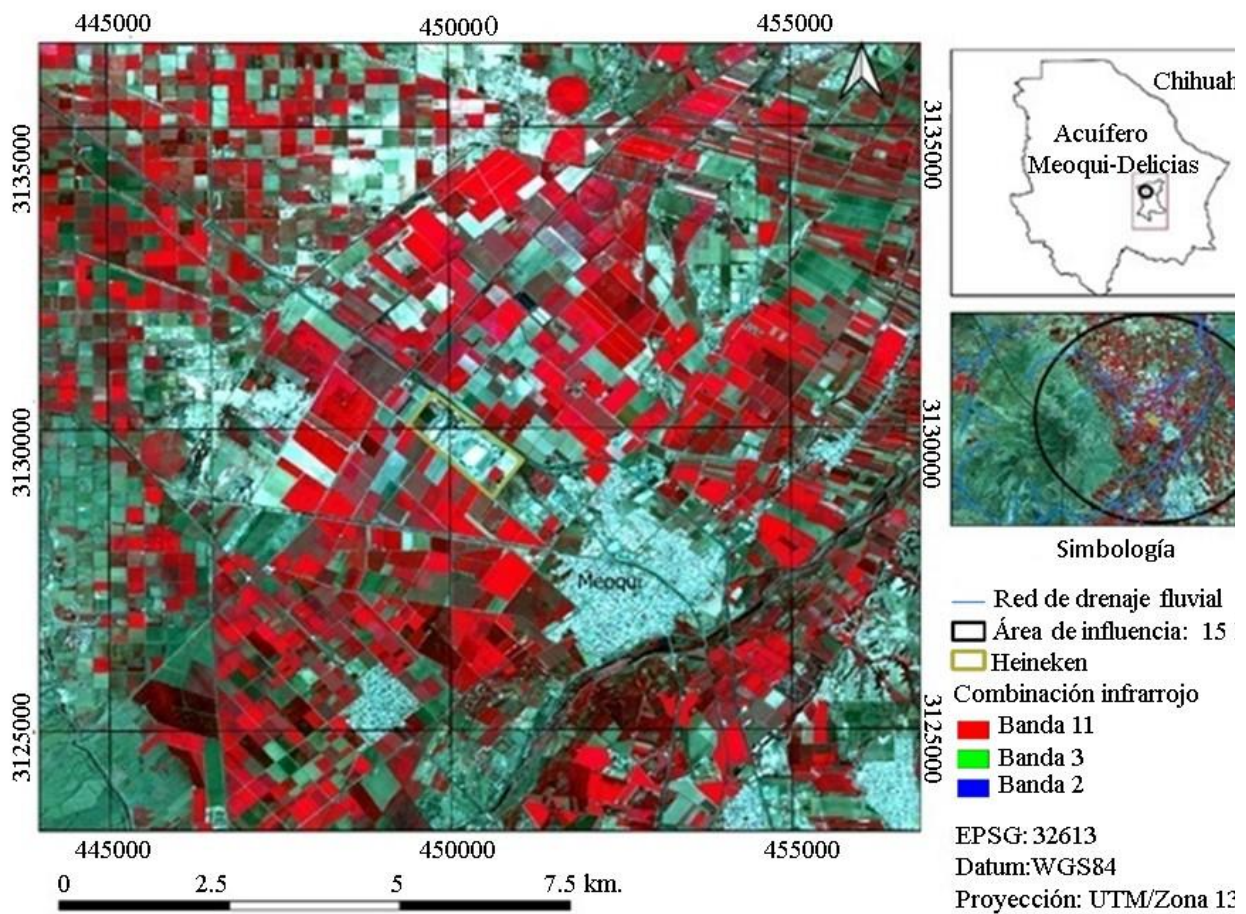 445000
450000
455000
3135000
3130000
3125000
3135000
3130000
3125000
Meoqui
445000
450000
455000
0
2.5
5
7.5 km.
Chihuah
Acuífero
Meoqui-Delicias
Simbología
Red de drenaje fluvial
Área de influencia: 15
Heineken
Combinación infrarrojo
Banda 11
Banda 3
Banda 2
EPSG: 32613
Datum:WGS84
Proyección: UTM/Zona 13